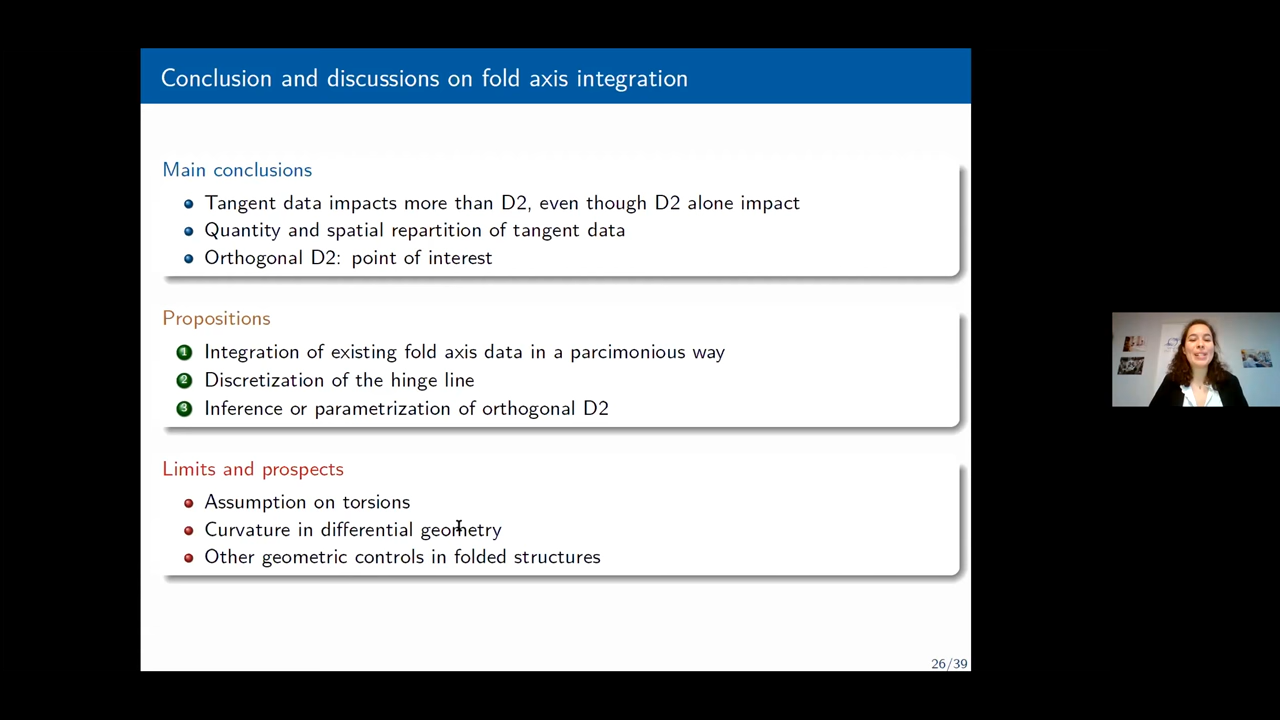 Conclusion and discussions on fold axis integration
Main conclusions
Tangent data impacts more than D2, even though D2 alone impact
Quantity and spatial repartition of tangent data
Orthogonal D2: point of interest
Propositions
1 Integration of existing fold axis data in a parcimonious way
2 Discretization of the hinge line
3 Inference or parametrization of orthogonal D2
Limits and prospects
Assumption on torsions
Curvature in differential geometry
Other geometric controls in folded structures
26/39